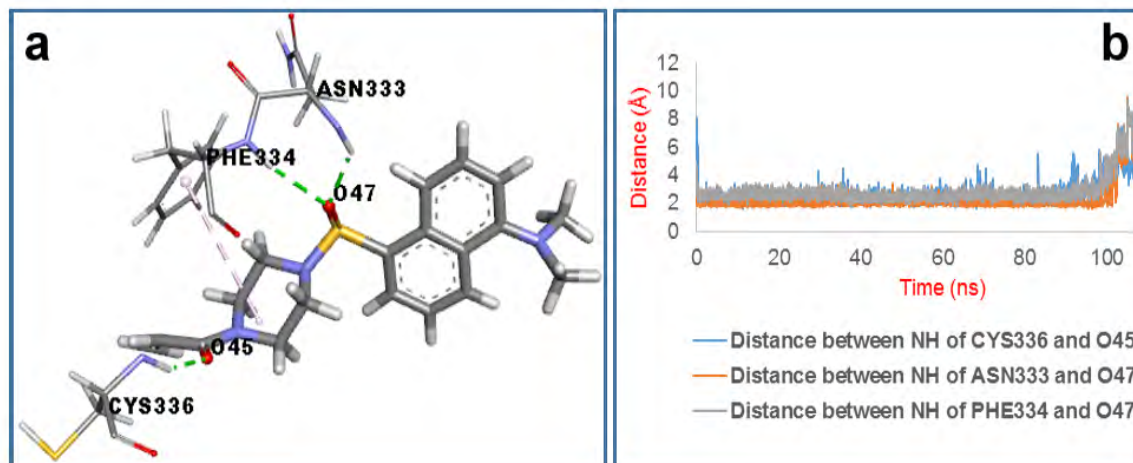 a
ASN333
PHE334
O47
O45
CYS336
b
Distance (Å)
12
10
8
6
4
2
0
0 20 40 60 80 100
Time (ns)
Distance between NH of CYS336 and O45
Distance between NH of ASN333 and O47
Distance between NH of PHE334 and O47